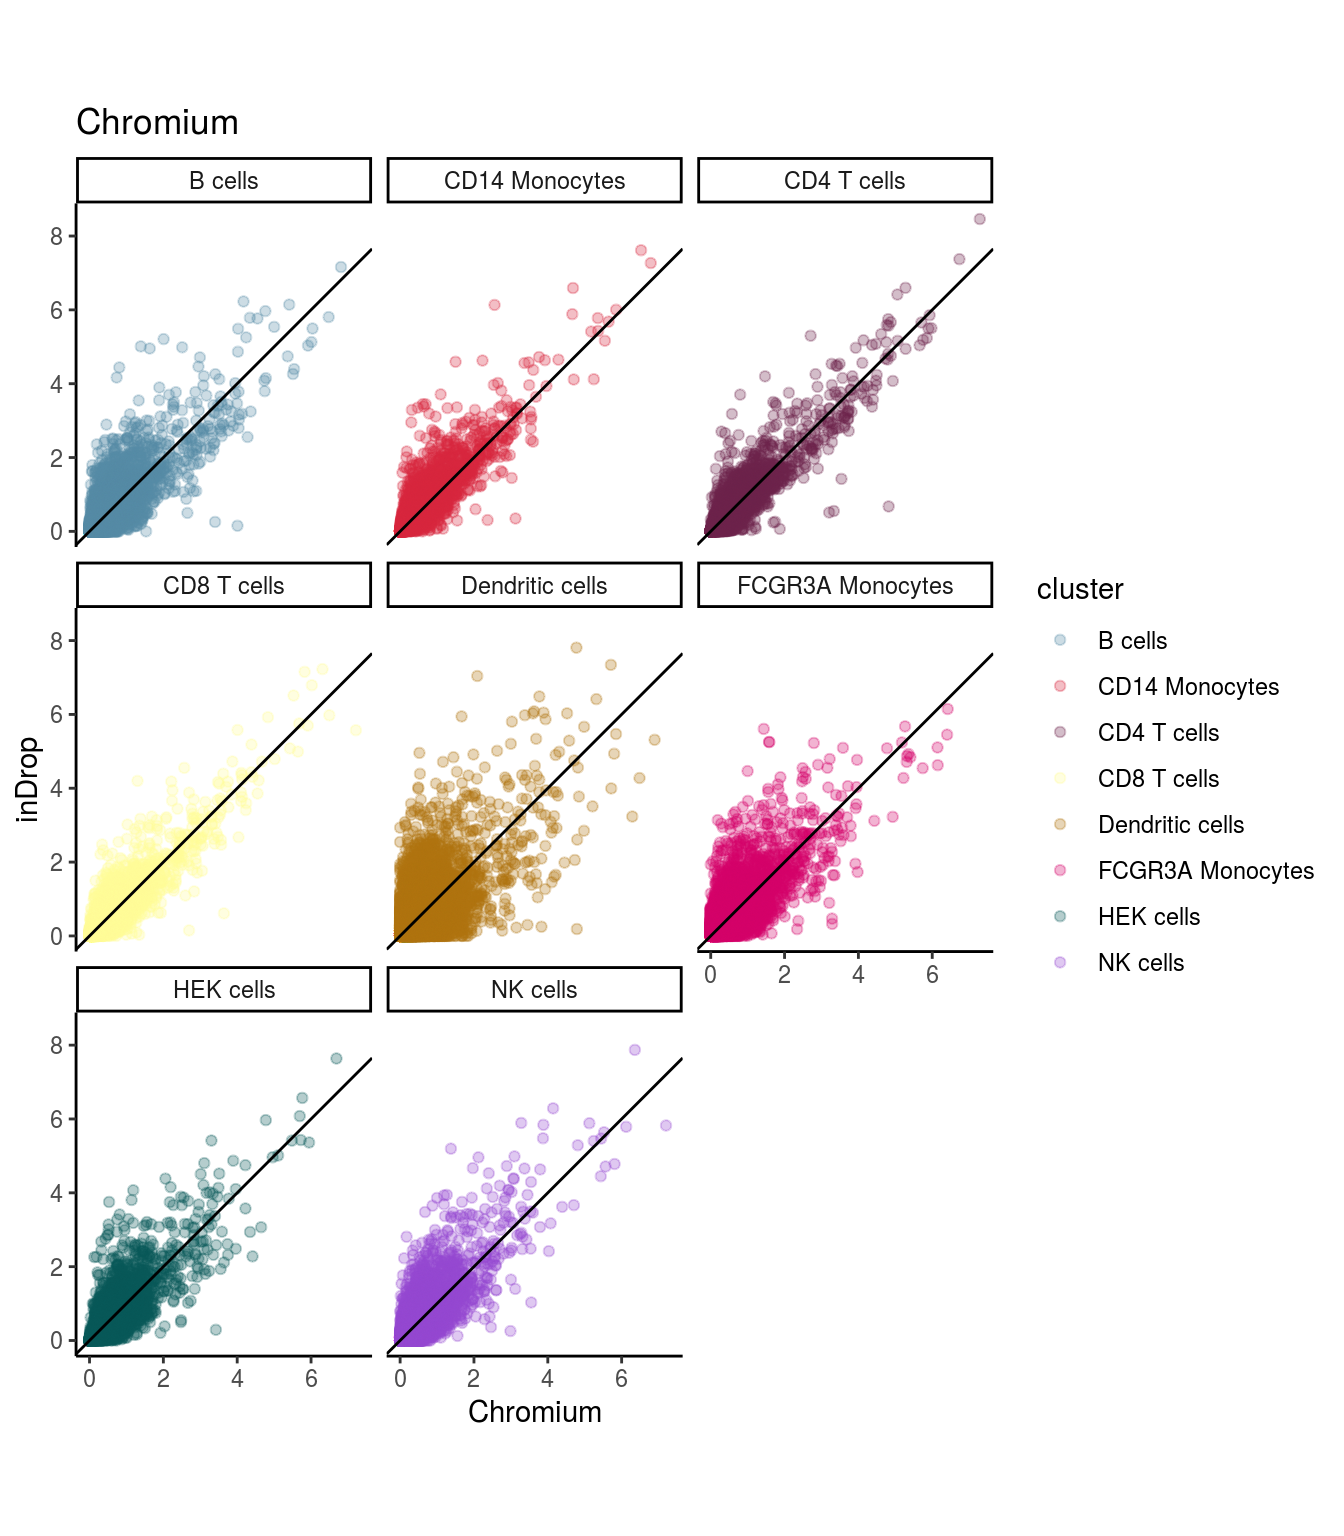 Chromium
B cells
CD14 Monocytes
CD4 T cells
8
6
4
2
0
CD8 T cells
Dendritic cells
FCGR3A Monocytes
8
6
4
2
0
0 2 4 6
HEK cells
NK cells
8
6
4
2
0
0 2 4 6
0 2 4 6
Chromium
inDrop
cluster
B cells
CD14 Monocytes
CD4 T cells
CD8 T cells
Dendritic cells
FCGR3A Monocytes
HEK cells
NK cells